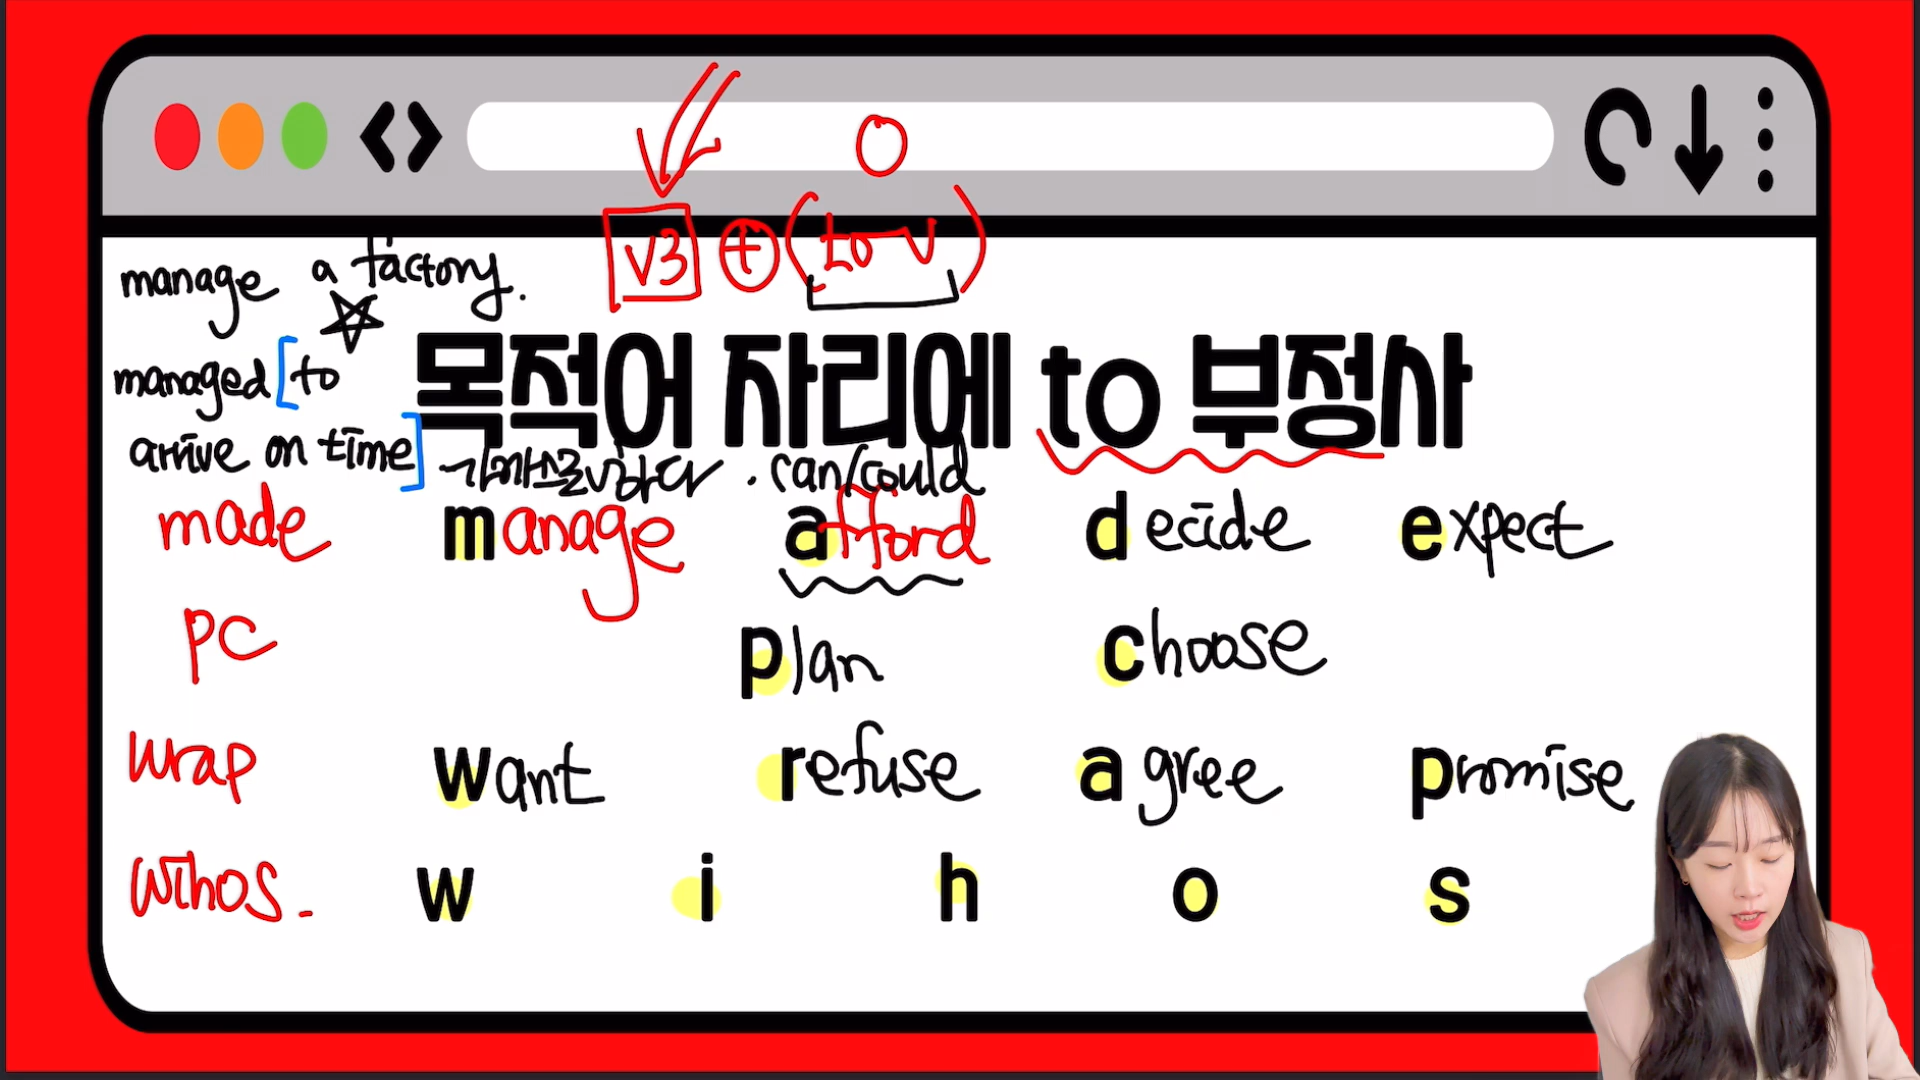 V3 + (to V)
O
manage a factory.
managed [to
arrive on time]
목적어 자리에 to 부정사
가까스로 v하다 . can/could
made manage afford decide expect
PC plan choose
wrap want refuse agree promise
wihos. w i h o s